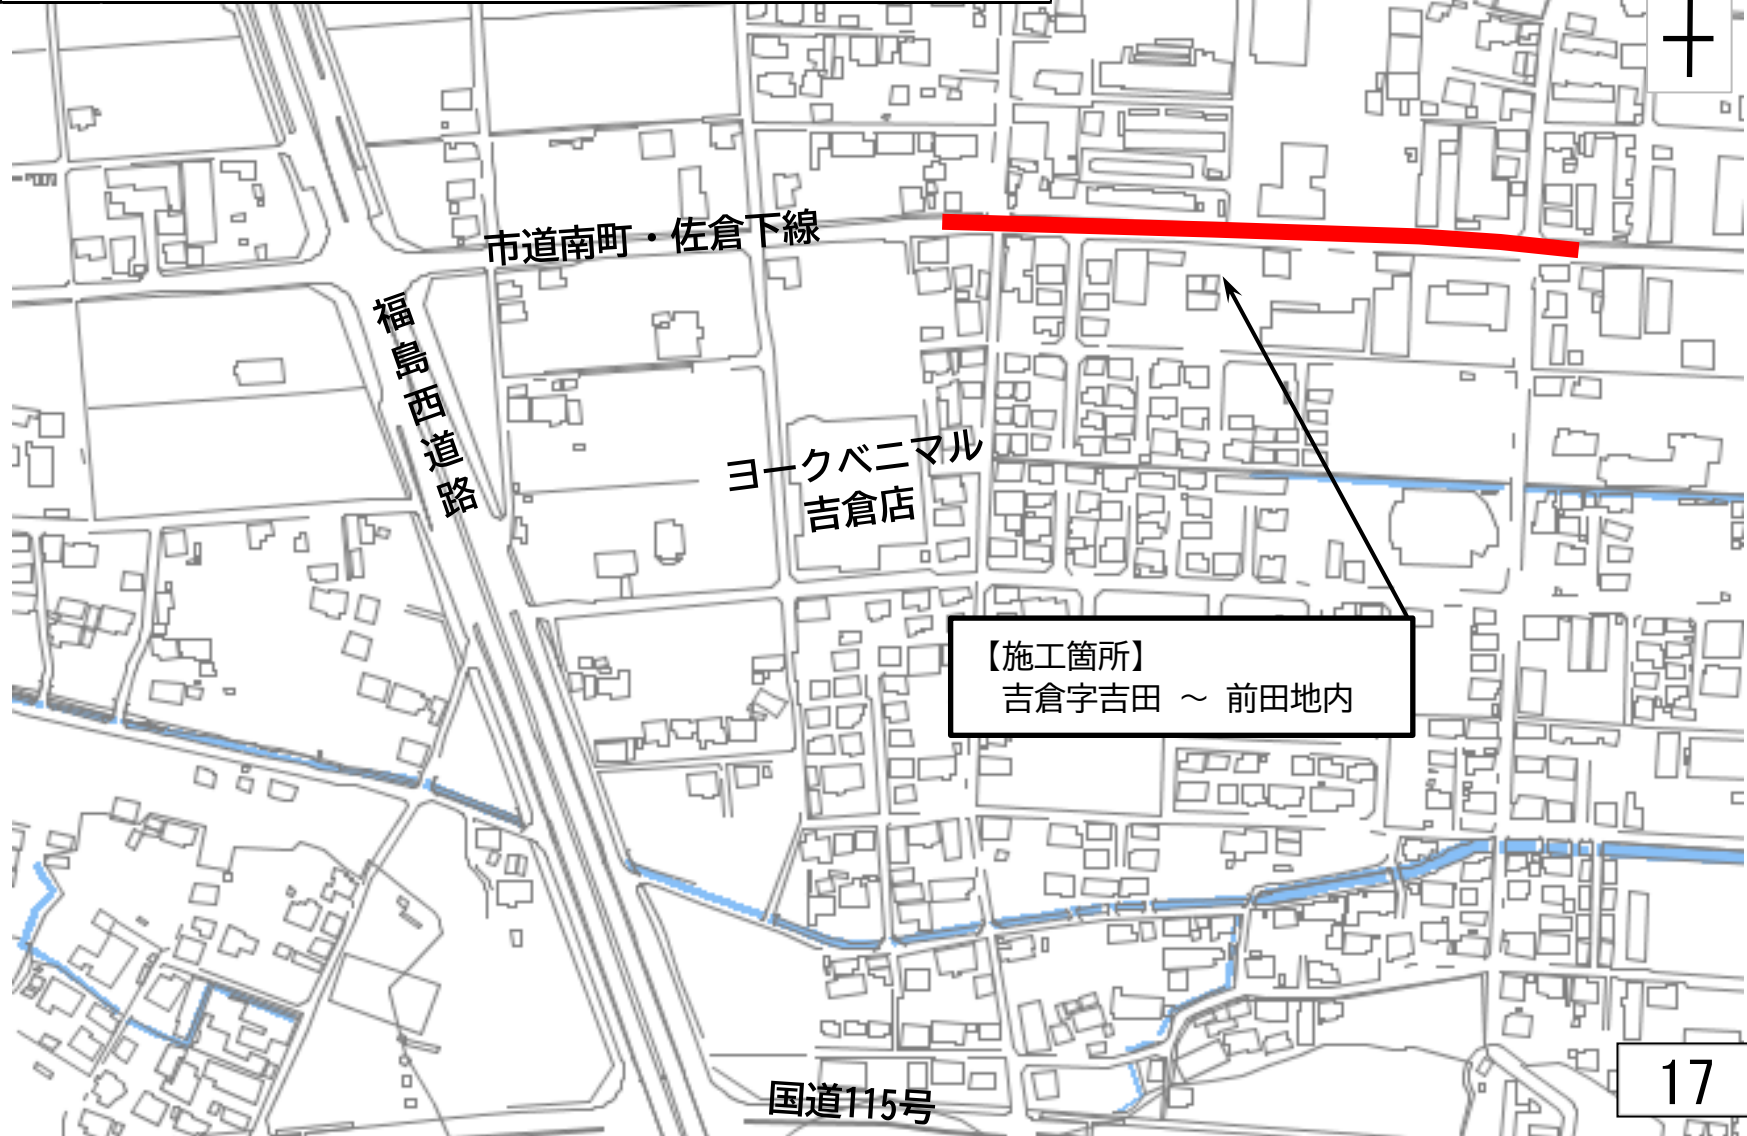 市道南町・佐倉下線
福島西道路
ヨークベニマル
吉倉店
【施工箇所】
吉倉字吉田 ～ 前田地内
国道115号
17